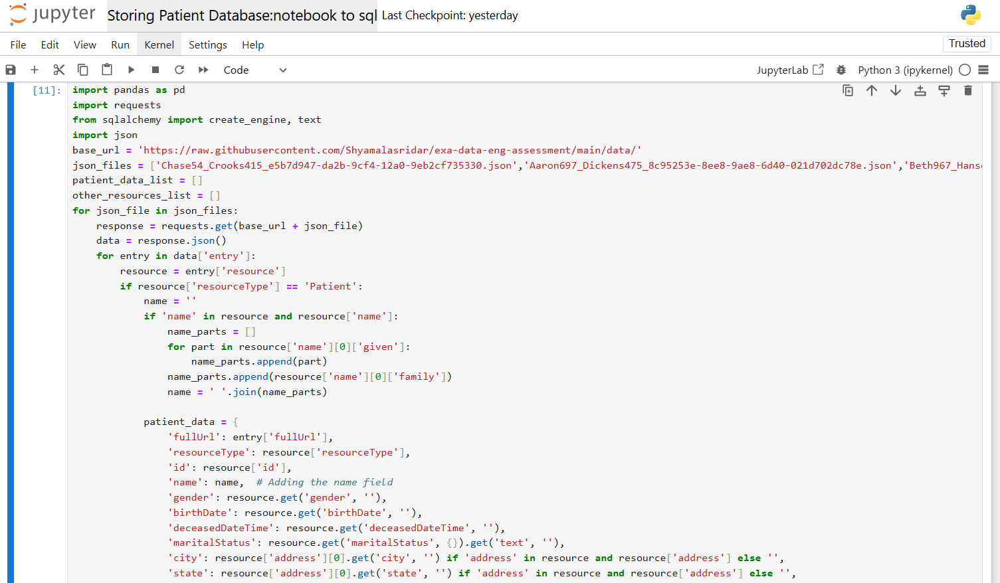 jupyter Storing Patient Database:notebook to sql Last Checkpoint: yesterday
File Edit View Run Kernel Settings Help Trusted
Code JupyterLab Python 3 (ipykernel)
[11]: import pandas as pd
import requests
from sqlalchemy import create_engine, text
import json
base_url = 'https://raw.githubusercontent.com/Shyamalasridar/exa-data-eng-assessment/main/data/'
json_files = ['Chase54_Crooks415_e5b7d947-da2b-9cf4-12a0-9eb2cf735330.json','Aaron697_Dickens475_8c95253e-8ee8-9ae8-6d40-021d702dc78e.json','Beth967_Hans
patient_data_list = []
other_resources_list = []
for json_file in json_files:
    response = requests.get(base_url + json_file)
    data = response.json()
    for entry in data['entry']:
        resource = entry['resource']
        if resource['resourceType'] == 'Patient':
            name = ''
            if 'name' in resource and resource['name']:
                name_parts = []
                for part in resource['name'][0]['given']:
                    name_parts.append(part)
                name_parts.append(resource['name'][0]['family'])
                name = ' '.join(name_parts)
            patient_data = {
                'fullUrl': entry['fullUrl'],
                'resourceType': resource['resourceType'],
                'id': resource['id'],
                'name': name,  # Adding the name field
                'gender': resource.get('gender', ''),
                'birthDate': resource.get('birthDate', ''),
                'deceasedDateTime': resource.get('deceasedDateTime', ''),
                'maritalStatus': resource.get('maritalStatus', {}).get('text', ''),
                'city': resource['address'][0].get('city', '') if 'address' in resource and resource['address'] else '',
                'state': resource['address'][0].get('state', '') if 'address' in resource and resource['address'] else '',